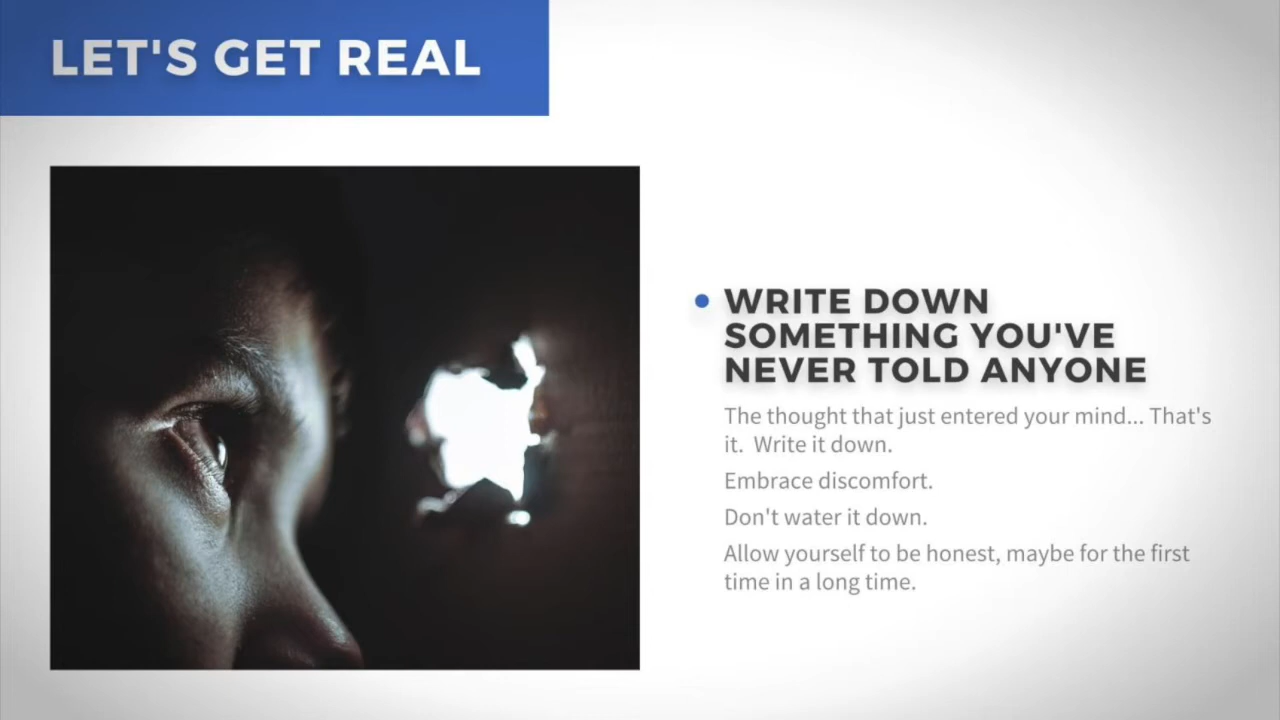 LET'S GET REAL
WRITE DOWN
SOMETHING YOU'VE
NEVER TOLD ANYONE
The thought that just entered your mind... That's
it.  Write it down.
Embrace discomfort.
Don't water it down.
Allow yourself to be honest, maybe for the first
time in a long time.